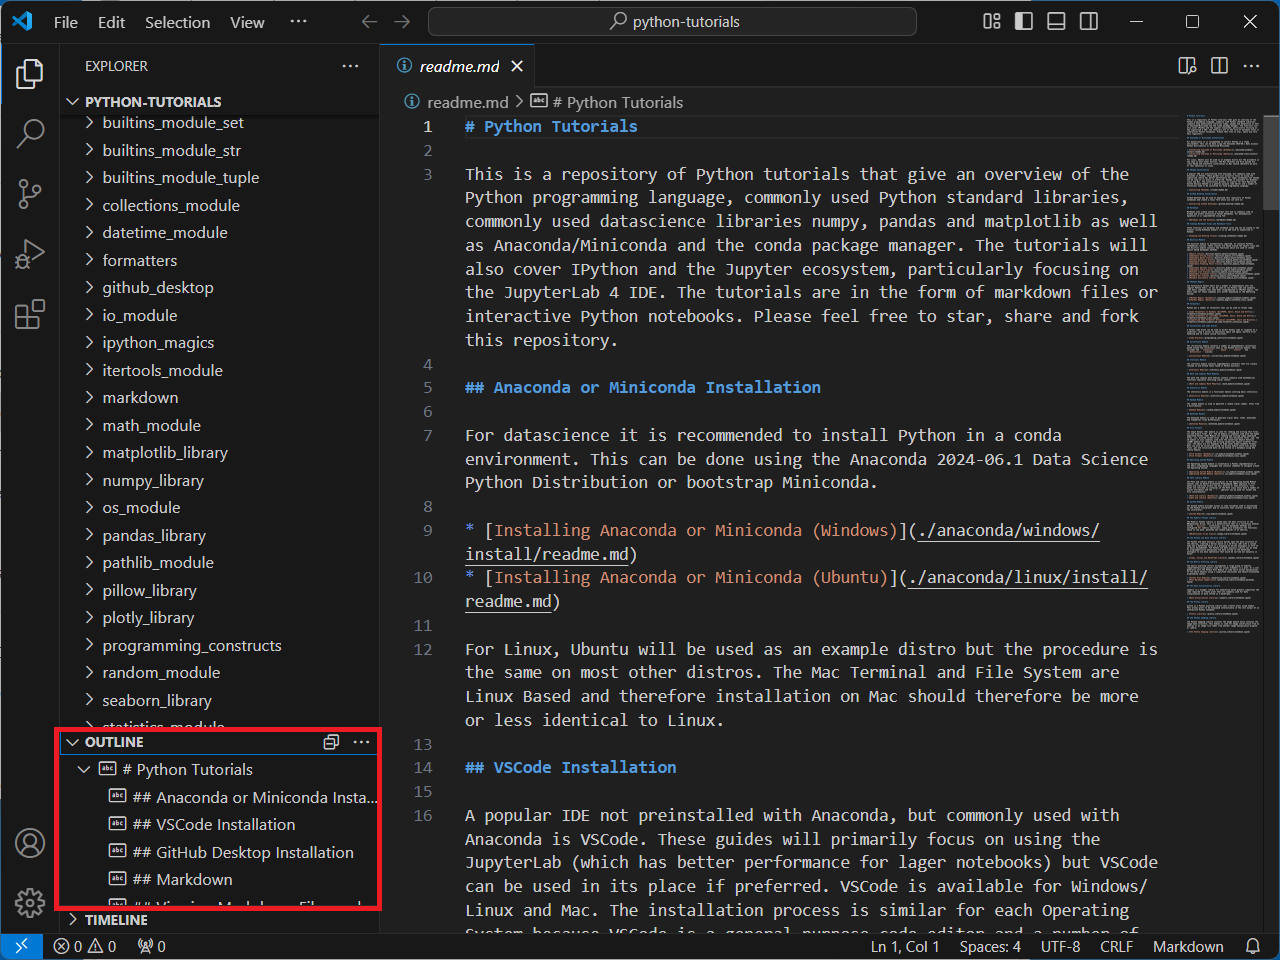 File Edit Selection View ··· python-tutorials
EXPLORER ···
PYTHON-TUTORIALS
builtins_module_set
builtins_module_str
builtins_module_tuple
collections_module
datetime_module
formatters
github_desktop
io_module
ipython_magics
itertools_module
markdown
math_module
matplotlib_library
numpy_library
os_module
pandas_library
pathlib_module
pillow_library
plotly_library
programming_constructs
random_module
seaborn_library
statistics_module
OUTLINE ···
# Python Tutorials
## Anaconda or Miniconda Insta...
## VSCode Installation
## GitHub Desktop Installation
## Markdown
TIMELINE
readme.md
readme.md > # Python Tutorials
1 # Python Tutorials
2
3 This is a repository of Python tutorials that give an overview of the
Python programming language, commonly used Python standard libraries,
commonly used datascience libraries numpy, pandas and matplotlib as well
as Anaconda/Miniconda and the conda package manager. The tutorials will
also cover IPython and the Jupyter ecosystem, particularly focusing on
the JupyterLab 4 IDE. The tutorials are in the form of markdown files or
interactive Python notebooks. Please feel free to star, share and fork
this repository.
4
5 ## Anaconda or Miniconda Installation
6
7 For datascience it is recommended to install Python in a conda
environment. This can be done using the Anaconda 2024-06.1 Data Science
Python Distribution or bootstrap Miniconda.
8
9 * [Installing Anaconda or Miniconda (Windows)](./anaconda/windows/
install/readme.md)
10 * [Installing Anaconda or Miniconda (Ubuntu)](./anaconda/linux/install/
readme.md)
11
12 For Linux, Ubuntu will be used as an example distro but the procedure is
the same on most other distros. The Mac Terminal and File System are
Linux Based and therefore installation on Mac should therefore be more
or less identical to Linux.
13
14 ## VSCode Installation
15
16 A popular IDE not preinstalled with Anaconda, but commonly used with
Anaconda is VSCode. These guides will primarily focus on using the
JupyterLab (which has better performance for lager notebooks) but VSCode
can be used in its place if preferred. VSCode is available for Windows/
Linux and Mac. The installation process is similar for each Operating
System because VSCode is a general purpose code editor and a number of
0 0 0 Ln 1, Col 1 Spaces: 4 UTF-8 CRLF Markdown